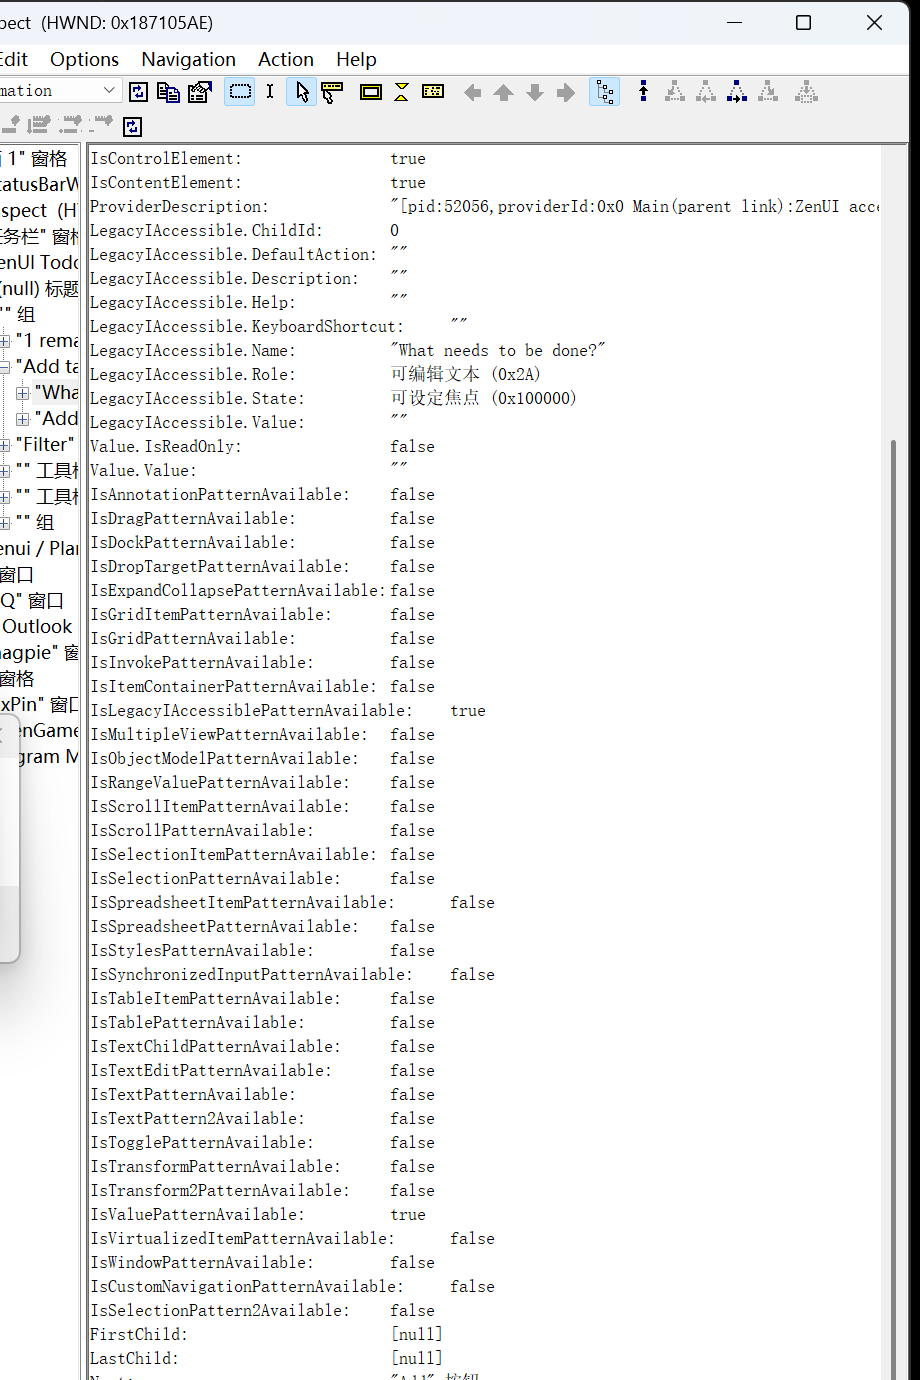 pect (HWND: 0x187105AE)
Edit Options Navigation Action Help
mation
面 1" 窗格
tatusBarW
spect (H
任务栏" 窗格
enUI Todo
(null) 标题
"" 组
"1 rema
"Add ta
"Wha
"Add
"Filter"
"" 工具栏
"" 工具栏
"" 组
enui / Plan
窗口
Q" 窗口
Outlook
agpie" 窗
窗格
xPin" 窗口
enGame
gram M
IsControlElement: true
IsContentElement: true
ProviderDescription: "[pid:52056,providerId:0x0 Main(parent link):ZenUI acce
LegacyIAccessible.ChildId: 0
LegacyIAccessible.DefaultAction: ""
LegacyIAccessible.Description: ""
LegacyIAccessible.Help: ""
LegacyIAccessible.KeyboardShortcut: ""
LegacyIAccessible.Name: "What needs to be done?"
LegacyIAccessible.Role: 可编辑文本 (0x2A)
LegacyIAccessible.State: 可设定焦点 (0x100000)
LegacyIAccessible.Value: ""
Value.IsReadOnly: false
Value.Value: ""
IsAnnotationPatternAvailable: false
IsDragPatternAvailable: false
IsDockPatternAvailable: false
IsDropTargetPatternAvailable: false
IsExpandCollapsePatternAvailable: false
IsGridItemPatternAvailable: false
IsGridPatternAvailable: false
IsInvokePatternAvailable: false
IsItemContainerPatternAvailable: false
IsLegacyIAccessiblePatternAvailable: true
IsMultipleViewPatternAvailable: false
IsObjectModelPatternAvailable: false
IsRangeValuePatternAvailable: false
IsScrollItemPatternAvailable: false
IsScrollPatternAvailable: false
IsSelectionItemPatternAvailable: false
IsSelectionPatternAvailable: false
IsSpreadsheetItemPatternAvailable: false
IsSpreadsheetPatternAvailable: false
IsStylesPatternAvailable: false
IsSynchronizedInputPatternAvailable: false
IsTableItemPatternAvailable: false
IsTablePatternAvailable: false
IsTextChildPatternAvailable: false
IsTextEditPatternAvailable: false
IsTextPatternAvailable: false
IsTextPattern2Available: false
IsTogglePatternAvailable: false
IsTransformPatternAvailable: false
IsTransform2PatternAvailable: false
IsValuePatternAvailable: true
IsVirtualizedItemPatternAvailable: false
IsWindowPatternAvailable: false
IsCustomNavigationPatternAvailable: false
IsSelectionPattern2Available: false
FirstChild: [null]
LastChild: [null]